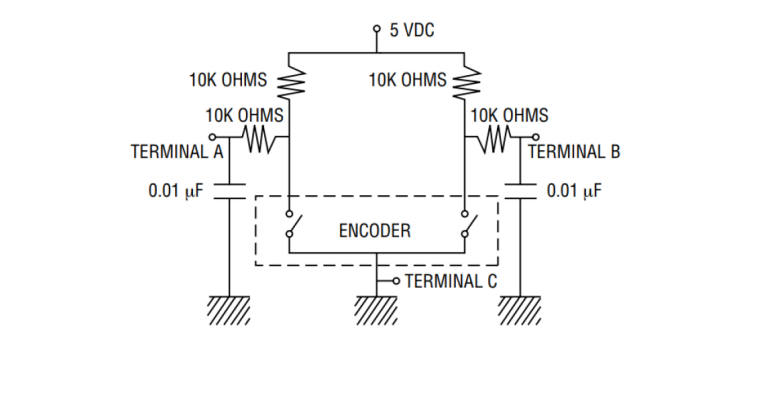 5 VDC
10K OHMS
10K OHMS
10K OHMS
10K OHMS
TERMINAL A
TERMINAL B
0.01 µF
0.01 µF
ENCODER
TERMINAL C